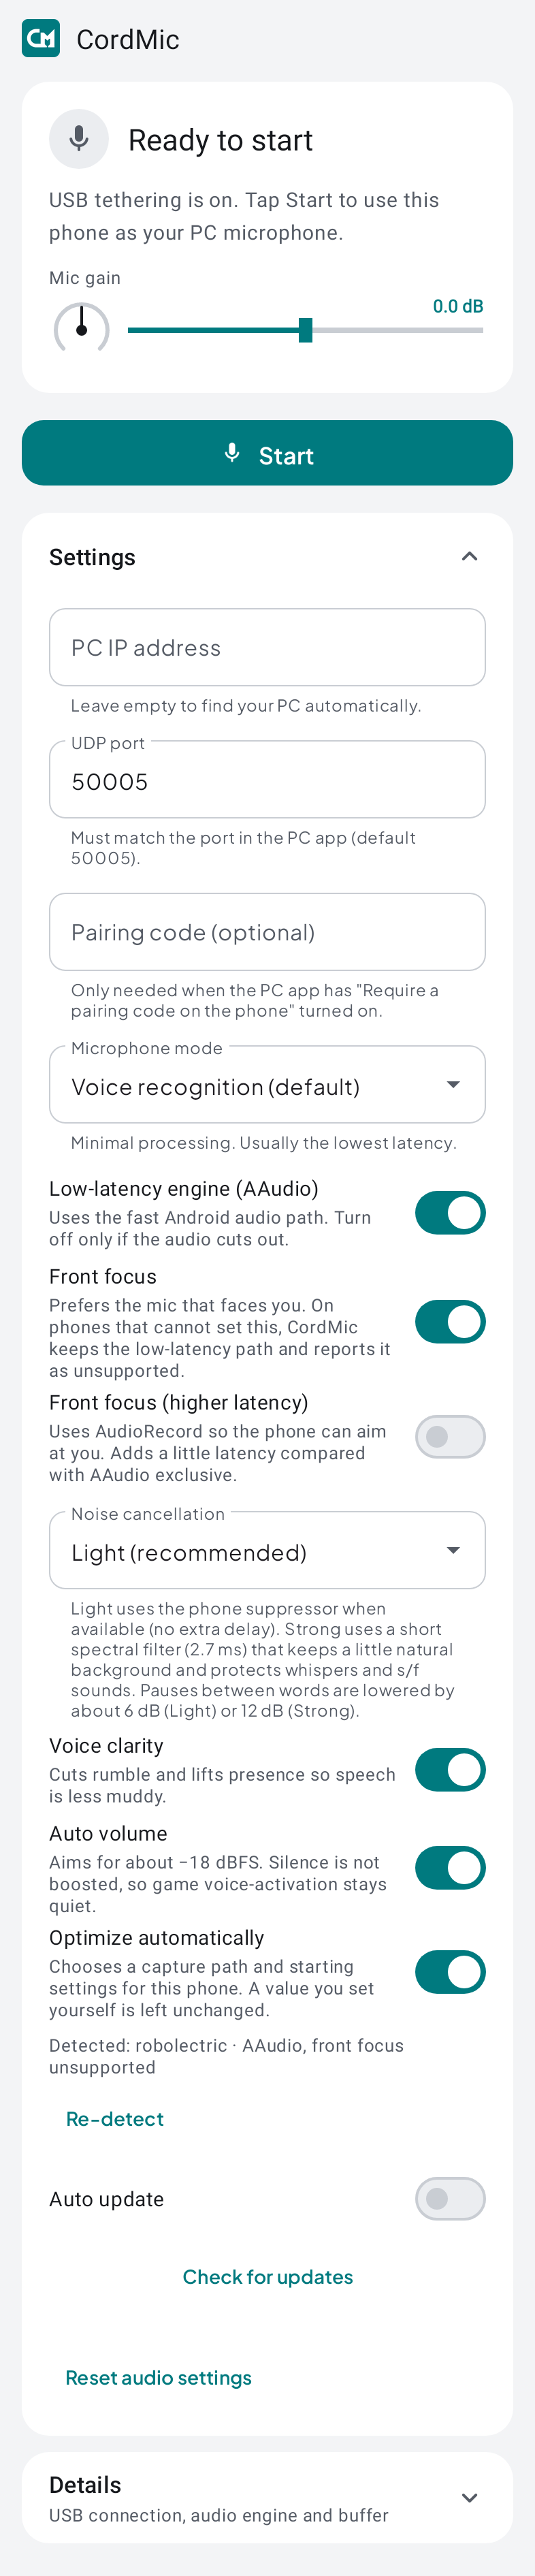 CM CordMic
Ready to start
USB tethering is on. Tap Start to use this
phone as your PC microphone.
Mic gain
0.0 dB
Start
Settings
PC IP address
Leave empty to find your PC automatically.
UDP port
50005
Must match the port in the PC app (default
50005).
Pairing code (optional)
Only needed when the PC app has "Require a
pairing code on the phone" turned on.
Microphone mode
Voice recognition (default)
Minimal processing. Usually the lowest latency.
Low-latency engine (AAudio)
Uses the fast Android audio path. Turn
off only if the audio cuts out.
Front focus
Prefers the mic that faces you. On
phones that cannot set this, CordMic
keeps the low-latency path and reports it
as unsupported.
Front focus (higher latency)
Uses AudioRecord so the phone can aim
at you. Adds a little latency compared
with AAudio exclusive.
Noise cancellation
Light (recommended)
Light uses the phone suppressor when
available (no extra delay). Strong uses a short
spectral filter (2.7 ms) that keeps a little natural
background and protects whispers and s/f
sounds. Pauses between words are lowered by
about 6 dB (Light) or 12 dB (Strong).
Voice clarity
Cuts rumble and lifts presence so speech
is less muddy.
Auto volume
Aims for about −18 dBFS. Silence is not
boosted, so game voice-activation stays
quiet.
Optimize automatically
Chooses a capture path and starting
settings for this phone. A value you set
yourself is left unchanged.
Detected: robolectric · AAudio, front focus
unsupported
Re-detect
Auto update
Check for updates
Reset audio settings
Details
USB connection, audio engine and buffer